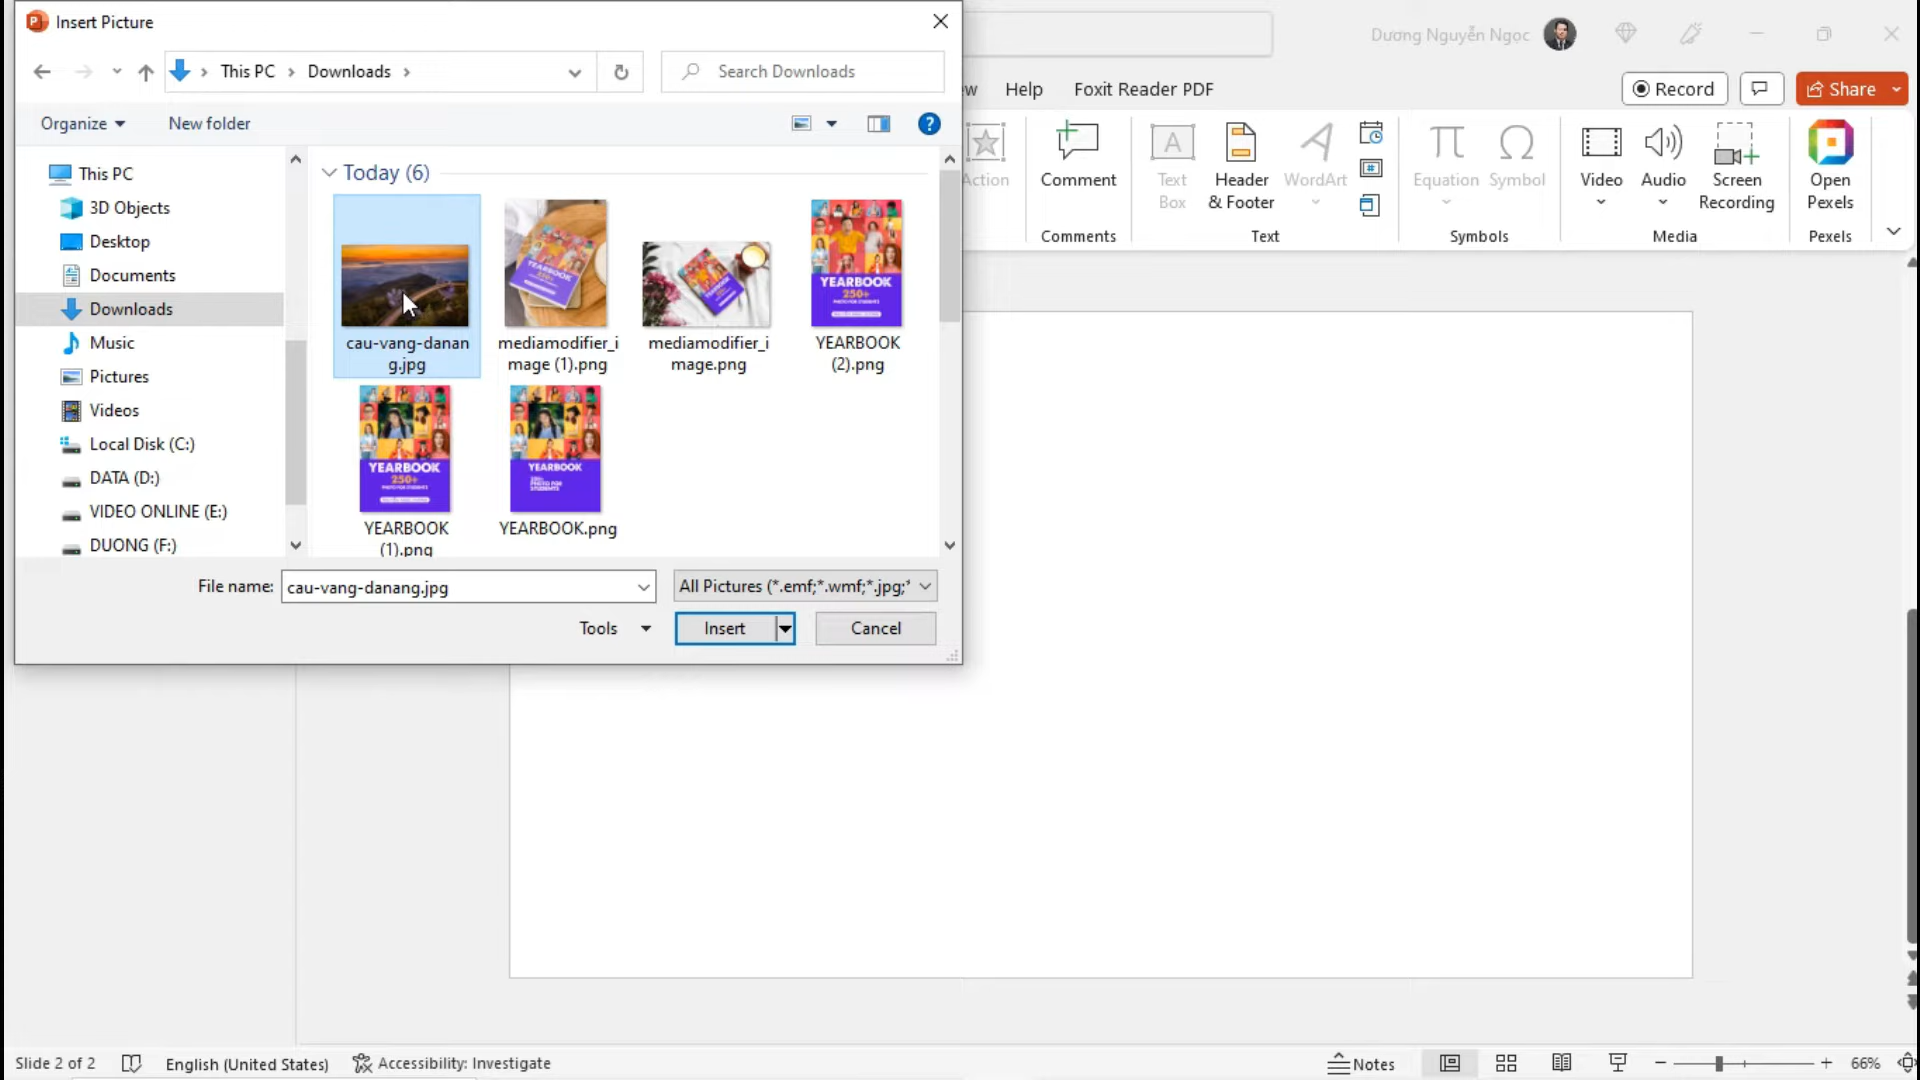 Insert Picture
This PC
Downloads
Search Downloads
Organize
New folder
This PC
3D Objects
Desktop
Documents
Downloads
Music
Pictures
Videos
Local Disk (C:)
DATA (D:)
VIDEO ONLINE (E:)
DUONG (F:)
Today (6)
cau-vang-danan
g.jpg
mediamodifier_i
mage (1).png
mediamodifier_i
mage.png
YEARBOOK
250+
YEARBOOK
(2).png
YEARBOOK
250+
YEARBOOK
(1).png
YEARBOOK
YEARBOOK.png
File name:
cau-vang-danang.jpg
All Pictures (*.emf;*.wmf;*.jpg;*
Tools
Insert
Cancel
Dương Nguyễn Ngọc
Help
Foxit Reader PDF
Record
Share
Action
Comment
Comments
Text
Box
Header
& Footer
WordArt
Text
Equation
Symbol
Symbols
Video
Audio
Screen
Recording
Media
Open
Pexels
Pexels
Slide 2 of 2
English (United States)
Accessibility: Investigate
Notes
66%